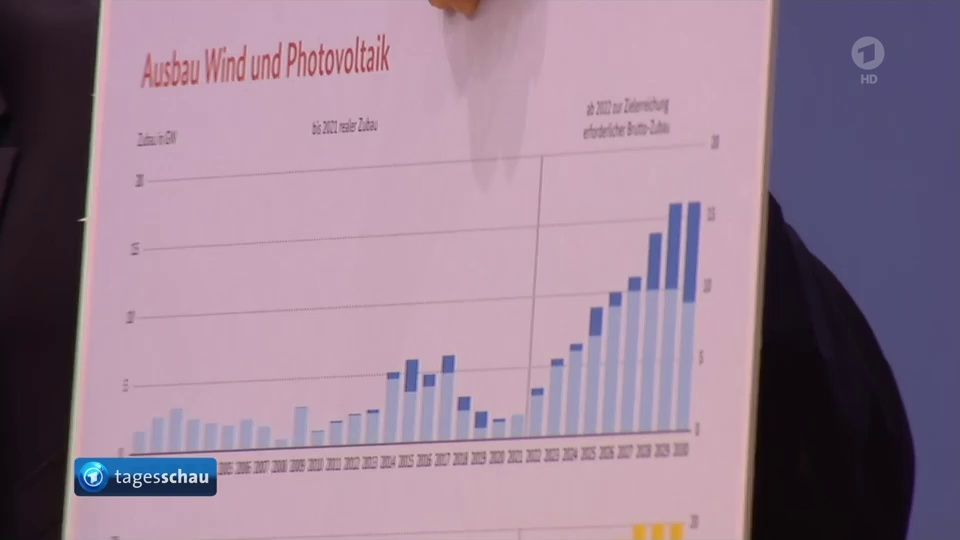 Ausbau Wind und Photovoltaik
1
HD
Zubau in GW
bis 2021 realer Zubau
ab 2022 zur Zielerreichung
erforderlicher Brutto-Zubau
20
20
15
15
10
10
5
5
0
2005 2006 2007 2008 2009 2010 2011 2012 2013 2014 2015 2016 2017 2018 2019 2020 2021 2022 2023 2024 2025 2026 2027 2028 2029 2030
tagesschau